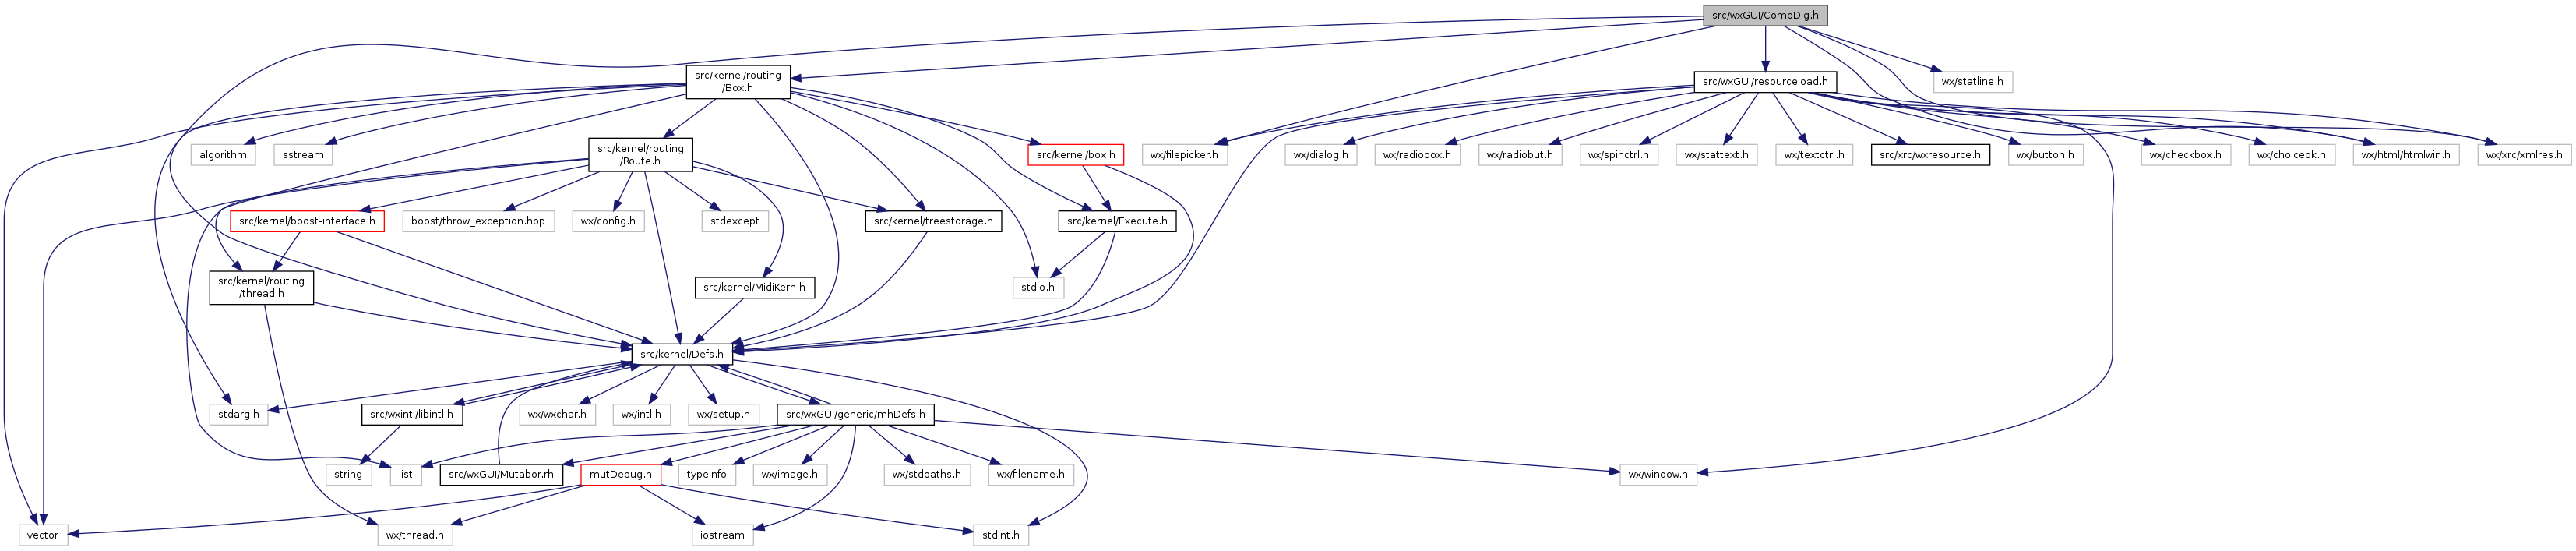 src/wxGUI/CompDlg.h
src/kernel/routing
/Box.h
src/wxGUI/resourceload.h
wx/statline.h
algorithm
sstream
src/kernel/routing
/Route.h
src/kernel/box.h
wx/filepicker.h
wx/dialog.h
wx/radiobox.h
wx/radiobut.h
wx/spinctrl.h
wx/stattext.h
wx/textctrl.h
src/xrc/wxresource.h
wx/button.h
wx/checkbox.h
wx/choicebk.h
wx/html/htmlwin.h
wx/xrc/xmlres.h
src/kernel/boost-interface.h
boost/throw_exception.hpp
wx/config.h
stdexcept
src/kernel/treestorage.h
src/kernel/Execute.h
src/kernel/routing
/thread.h
src/kernel/MidiKern.h
stdio.h
src/kernel/Defs.h
stdarg.h
src/wxintl/libintl.h
wx/wxchar.h
wx/intl.h
wx/setup.h
src/wxGUI/generic/mhDefs.h
string
list
src/wxGUI/Mutabor.rh
mutDebug.h
typeinfo
wx/image.h
wx/stdpaths.h
wx/filename.h
wx/window.h
vector
wx/thread.h
iostream
stdint.h